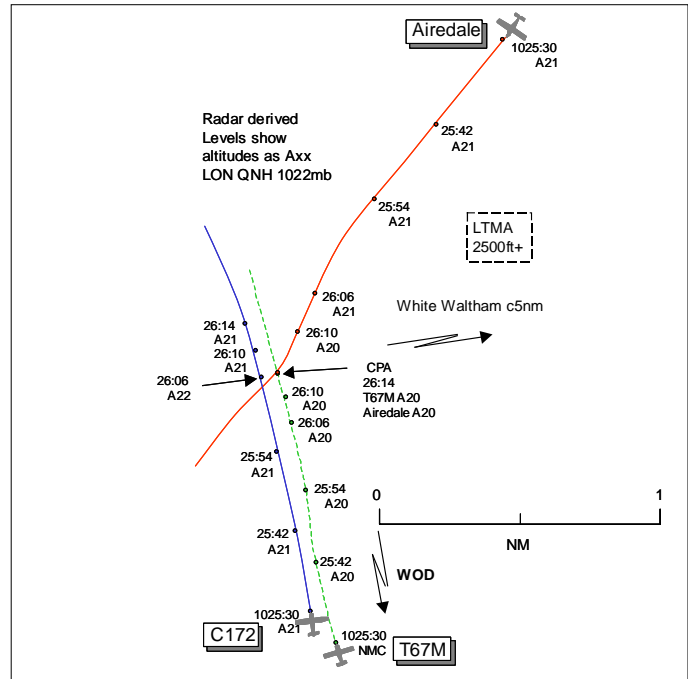 Airedale
1025:30
A21
Radar derived
Levels show
altitudes as Axx
LON QNH 1022mb
25:42
A21
25:54
A21
LTMA
2500ft+
26:06
A21
White Waltham c5nm
26:14
A21
26:10
A20
26:10
A21
26:06
A22
CPA
26:14
T67M A20
Airedale A20
26:10
A20
26:06
A20
25:54
A21
25:54
A20
0
1
NM
25:42
A21
25:42
A20
WOD
1025:30
A21
C172
1025:30
NMC
T67M